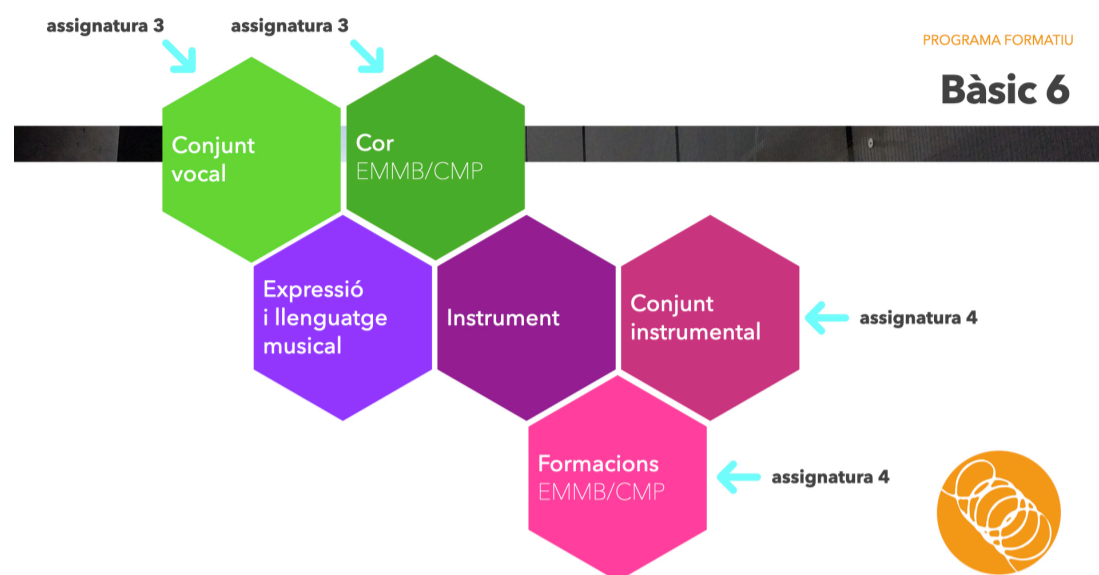 assignatura 3
assignatura 3
PROGRAMA FORMATIU
Bàsic 6
Conjunt
vocal
Cor
EMMB/CMP
Expressió
i llenguatge
musical
Instrument
Conjunt
instrumental
assignatura 4
Formacions
EMMB/CMP
assignatura 4